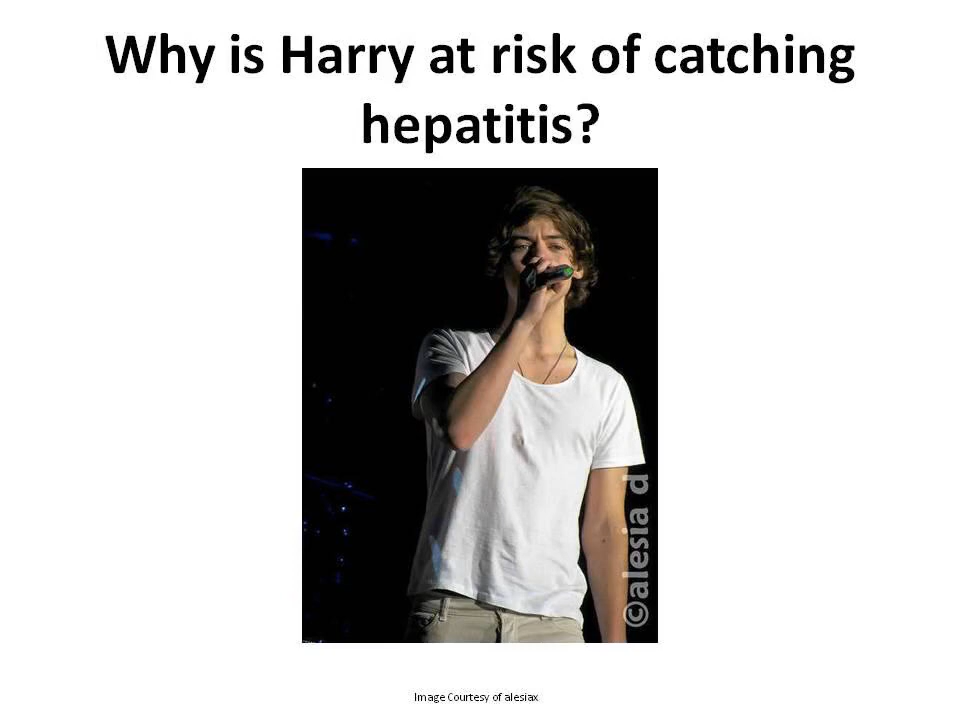 Why is Harry at risk of catching
hepatitis?
©alesia d
Image Courtesy of alesiax